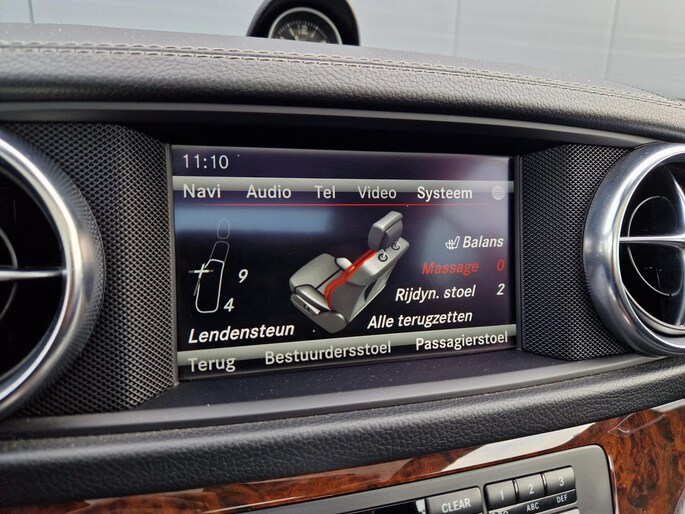 11:10
Navi Audio Tel Video Systeem
Balans
9 Massage 0
4 Rijdyn. stoel 2
Lendensteun Alle terugzetten
Terug Bestuurdersstoel Passagierstoel
CLEAR 1 2 3
ABC DEF